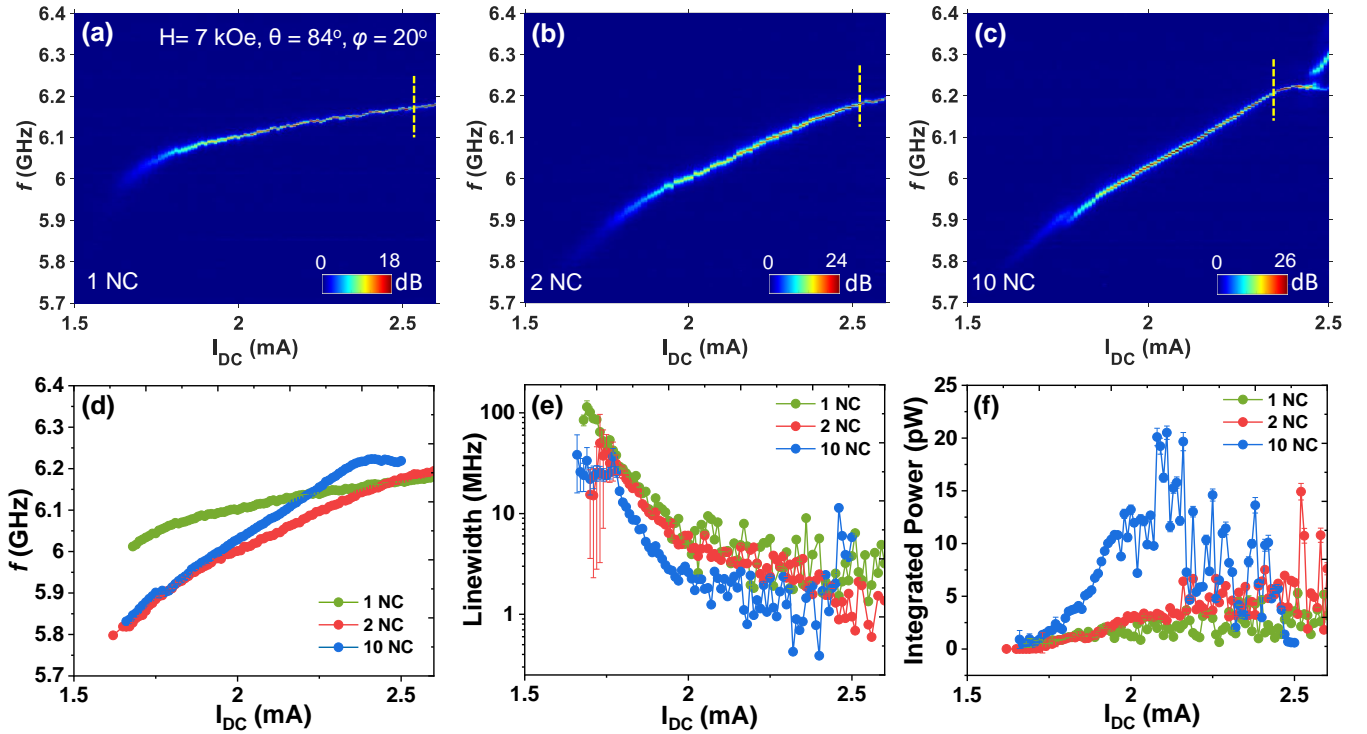 (a)
H= 7 kOe, θ = 84°, φ = 20°
1 NC
0 18 dB
6.4
6.3
6.2
6.1
6
5.9
5.8
5.7
f (GHz)
1.5 2 2.5
I_DC (mA)
(b)
2 NC
0 24 dB
6.4
6.3
6.2
6.1
6
5.9
5.8
5.7
f (GHz)
1.5 2 2.5
I_DC (mA)
(c)
10 NC
0 26 dB
6.4
6.3
6.2
6.1
6
5.9
5.8
5.7
f (GHz)
1.5 2 2.5
I_DC (mA)
(d)
6.4
6.3
6.2
6.1
6
5.9
5.8
5.7
f (GHz)
1 NC
2 NC
10 NC
1.5 2 2.5
I_DC (mA)
(e)
100
10
1
Linewidth (MHz)
1 NC
2 NC
10 NC
1.5 2 2.5
I_DC (mA)
(f)
25
20
15
10
5
0
Integrated Power (pW)
1 NC
2 NC
10 NC
1.5 2 2.5
I_DC (mA)